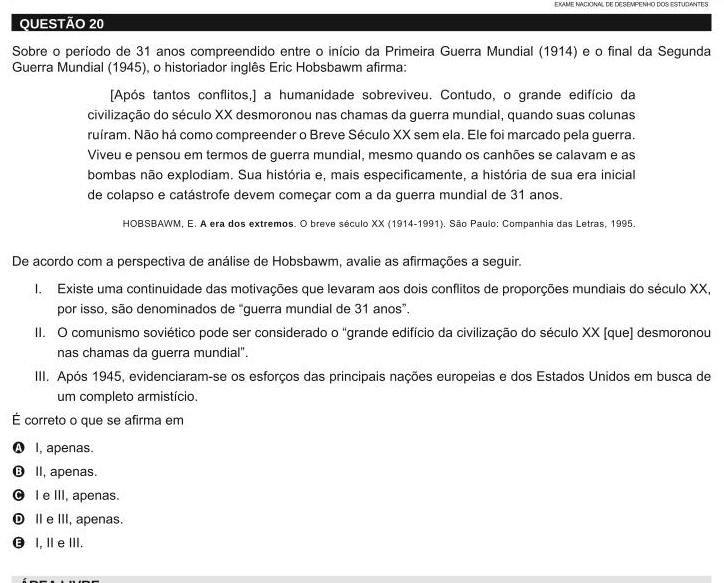 EXAME NACIONAL DE DESEMPENHO DOS ESTUDANTES
QUESTÃO 20
Sobre o período de 31 anos compreendido entre o início da Primeira Guerra Mundial (1914) e o final da Segunda
Guerra Mundial (1945), o historiador inglês Eric Hobsbawm afirma:
[Após tantos conflitos,] a humanidade sobreviveu. Contudo, o grande edifício da
civilização do século XX desmoronou nas chamas da guerra mundial, quando suas colunas
ruíram. Não há como compreender o Breve Século XX sem ela. Ele foi marcado pela guerra.
Viveu e pensou em termos de guerra mundial, mesmo quando os canhões se calavam e as
bombas não explodiam. Sua história e, mais especificamente, a história de sua era inicial
de colapso e catástrofe devem começar com a da guerra mundial de 31 anos.
HOBSBAWM, E. A era dos extremos. O breve século XX (1914-1991). São Paulo: Companhia das Letras, 1995.
De acordo com a perspectiva de análise de Hobsbawm, avalie as afirmações a seguir.
I. Existe uma continuidade das motivações que levaram aos dois conflitos de proporções mundiais do século XX,
por isso, são denominados de “guerra mundial de 31 anos”.
II. O comunismo soviético pode ser considerado o “grande edifício da civilização do século XX [que] desmoronou
nas chamas da guerra mundial”.
III. Após 1945, evidenciaram-se os esforços das principais nações europeias e dos Estados Unidos em busca de
um completo armistício.
É correto o que se afirma em
A I, apenas.
B II, apenas.
C I e III, apenas.
D II e III, apenas.
E I, II e III.
ÁREA LIVRE